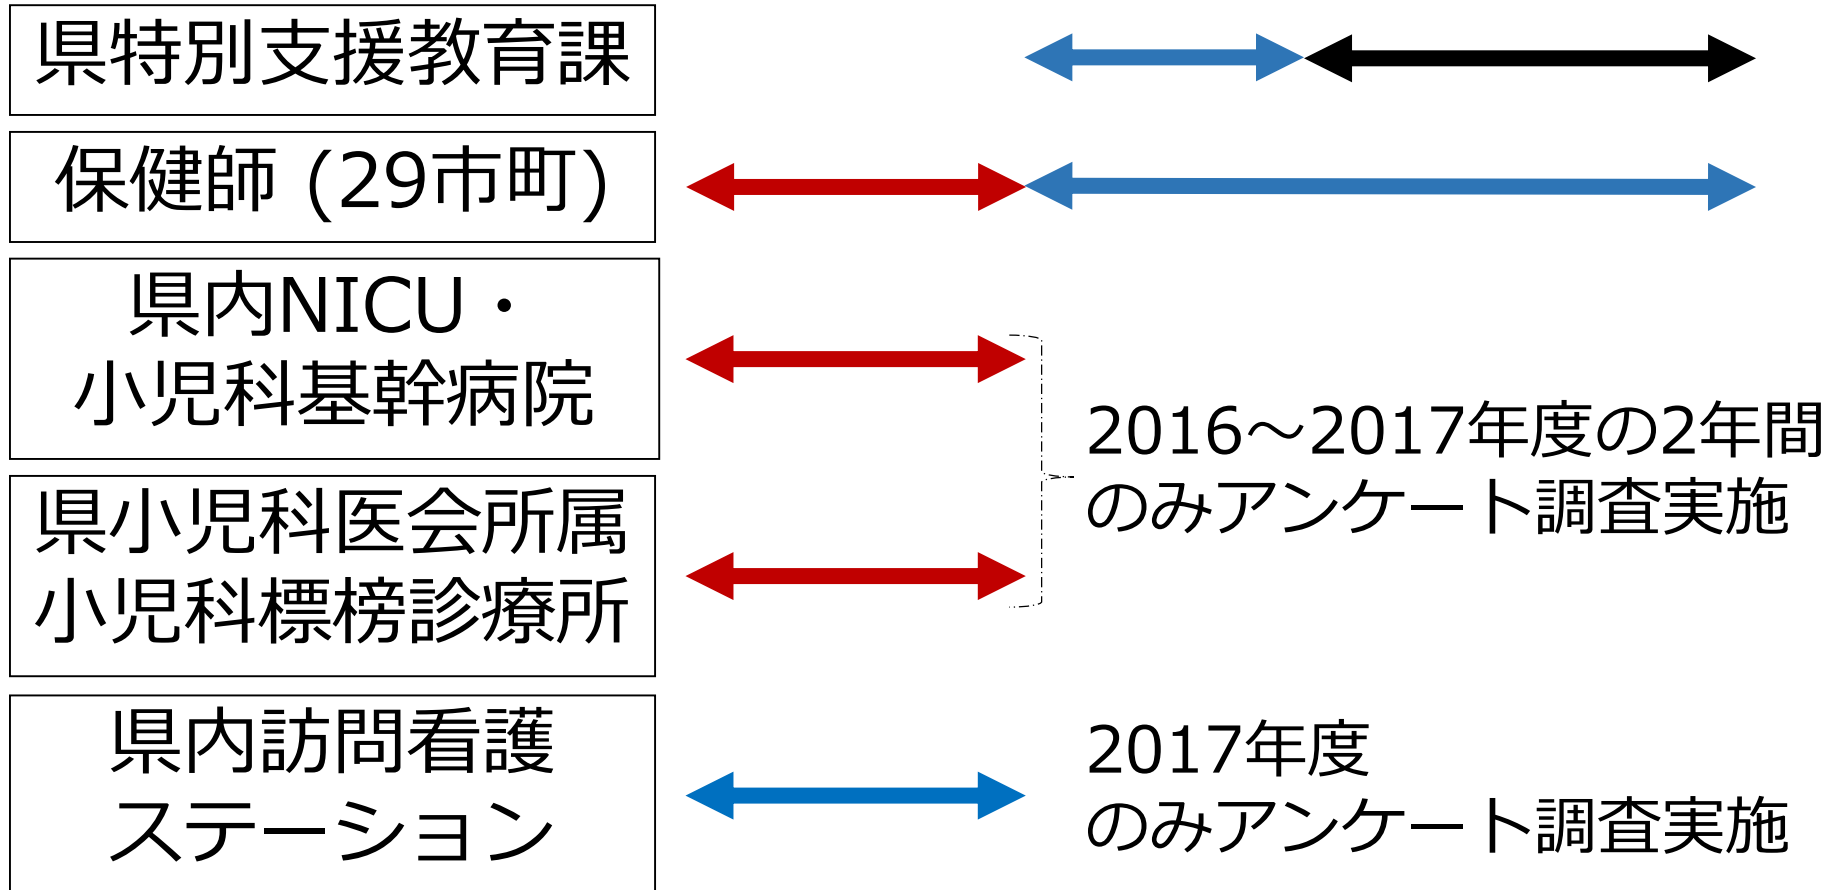 県特別支援教育課
保健師 (29市町)
県内NICU・
小児科基幹病院
2016～2017年度の2年間
のみアンケート調査実施
県小児科医会所属
小児科標榜診療所
県内訪問看護
ステーション
2017年度
のみアンケート調査実施